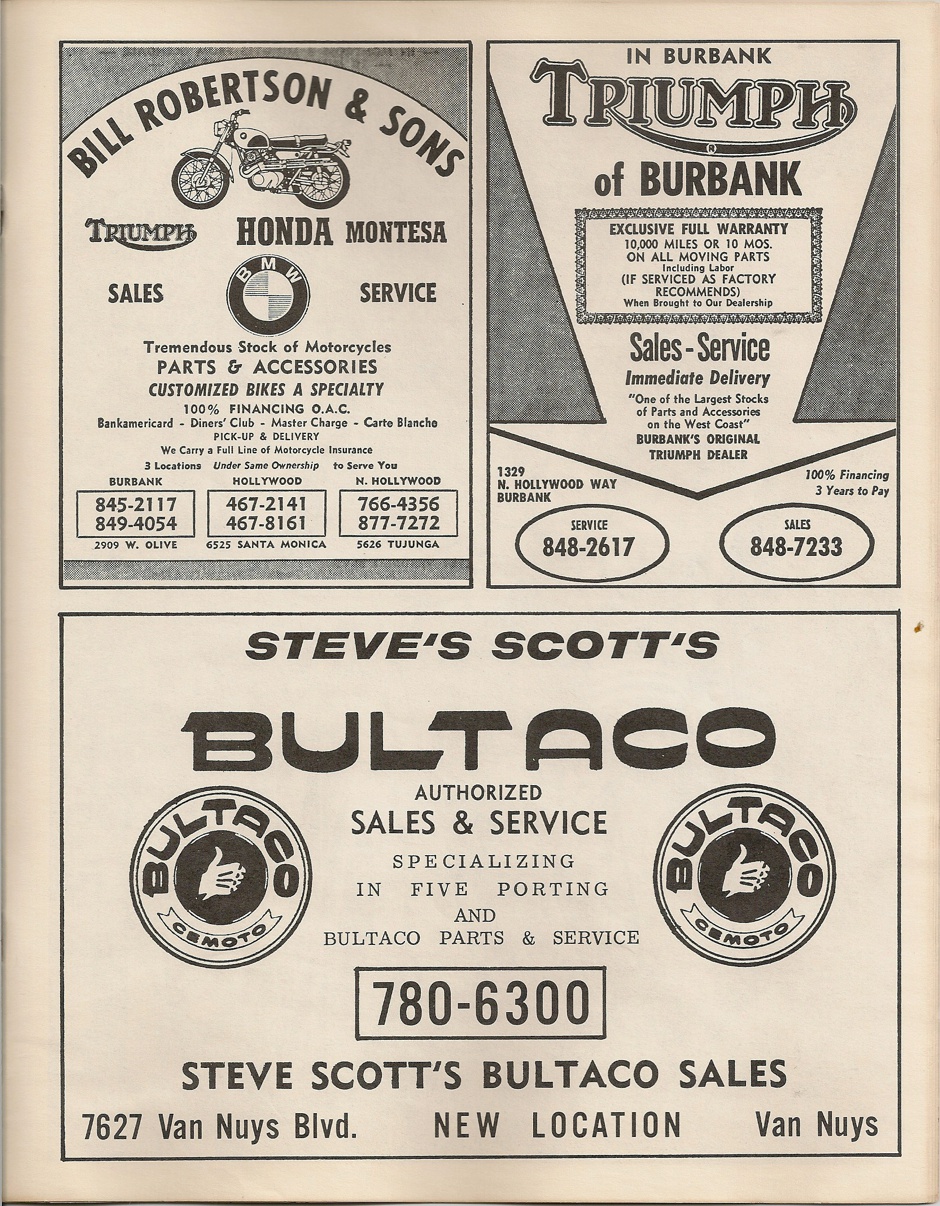 BILL ROBERTSON & SONS
TRIUMPH HONDA MONTESA
BMW
SALES SERVICE
Tremendous Stock of Motorcycles
PARTS & ACCESSORIES
CUSTOMIZED BIKES A SPECIALTY
100% FINANCING O.A.C.
Bankamericard - Diners' Club - Master Charge - Carte Blanche
PICK-UP & DELIVERY
We Carry a Full Line of Motorcycle Insurance
3 Locations Under Same Ownership to Serve You
BURBANK HOLLYWOOD N. HOLLYWOOD
845-2117 467-2141 766-4356
849-4054 467-8161 877-7272
2909 W. OLIVE 6525 SANTA MONICA 5626 TUJUNGA
IN BURBANK
TRIUMPH
®
of BURBANK
EXCLUSIVE FULL WARRANTY
10,000 MILES OR 10 MOS.
ON ALL MOVING PARTS
Including Labor
(IF SERVICED AS FACTORY
RECOMMENDS)
When Brought to Our Dealership
Sales - Service
Immediate Delivery
"One of the Largest Stocks
of Parts and Accessories
on the West Coast"
BURBANK'S ORIGINAL
TRIUMPH DEALER
1329
N. HOLLYWOOD WAY
BURBANK
100% Financing
3 Years to Pay
SERVICE
848-2617
SALES
848-7233
STEVE'S SCOTT'S
BULTACO
AUTHORIZED
SALES & SERVICE
BULTACO
CEMOTO
SPECIALIZING
IN FIVE PORTING
AND
BULTACO PARTS & SERVICE
BULTACO
CEMOTO
780-6300
STEVE SCOTT'S BULTACO SALES
7627 Van Nuys Blvd. NEW LOCATION Van Nuys